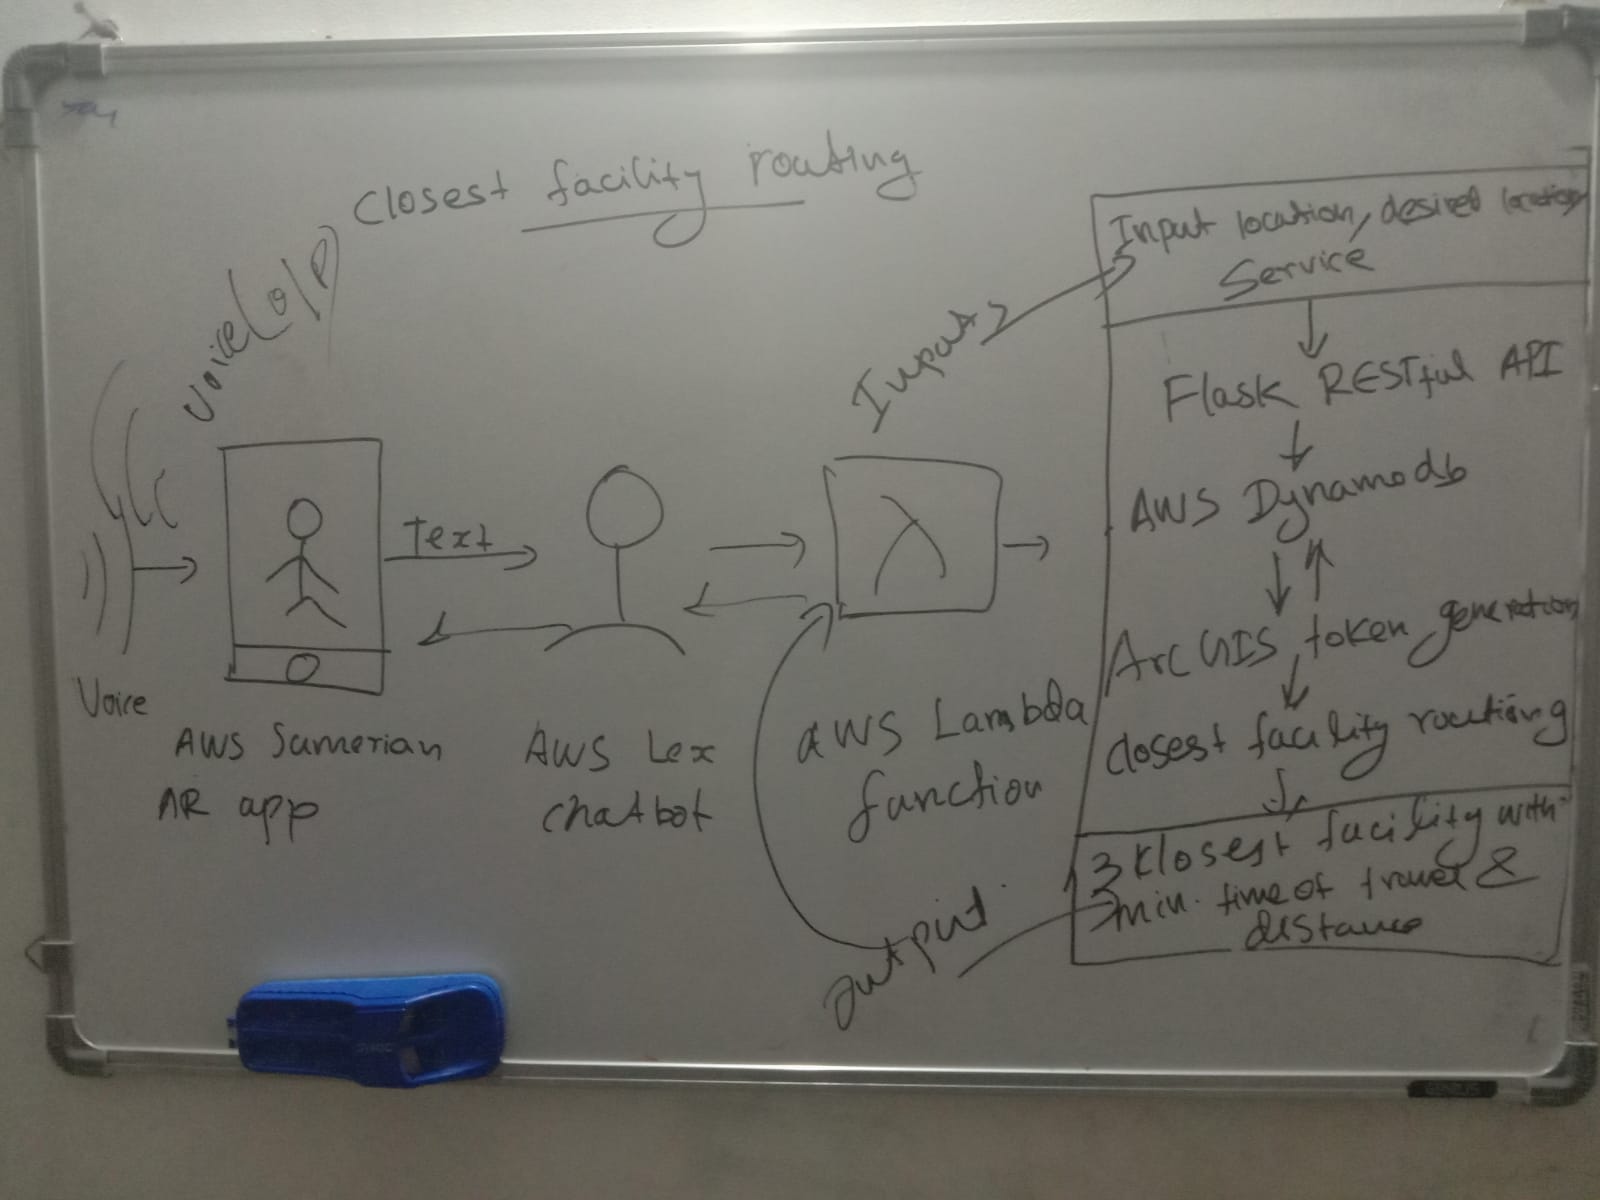 Closest facility routing
Voice (O/P)
Voice
Text
AWS Sumerian
AR app
AWS Lex
chatbot
AWS Lambda
function
Inputs
Input location, desired location
Service
Flask RESTful API
AWS Dynamodb
ArcGIS token generation
closest facility routing
3 Klosest facility with
min. time of travel &
distance
output